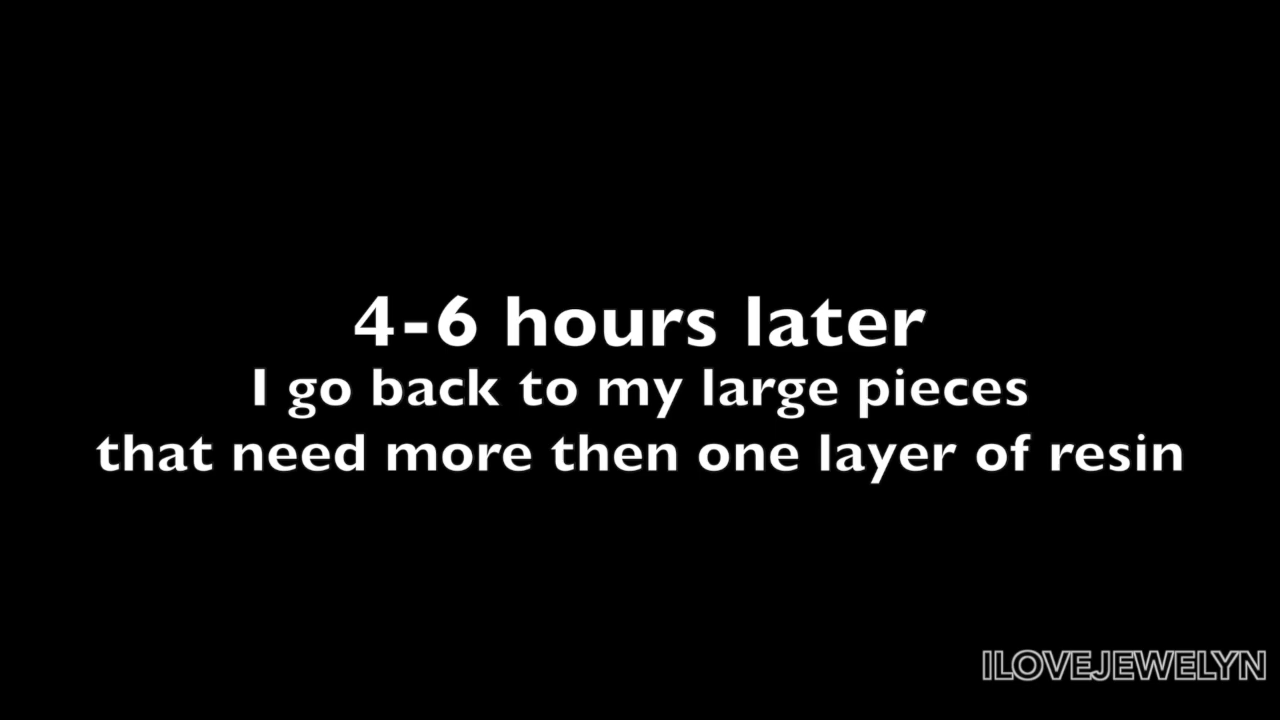 4-6 hours later
I go back to my large pieces
that need more then one layer of resin
ILOVEJEWELYN